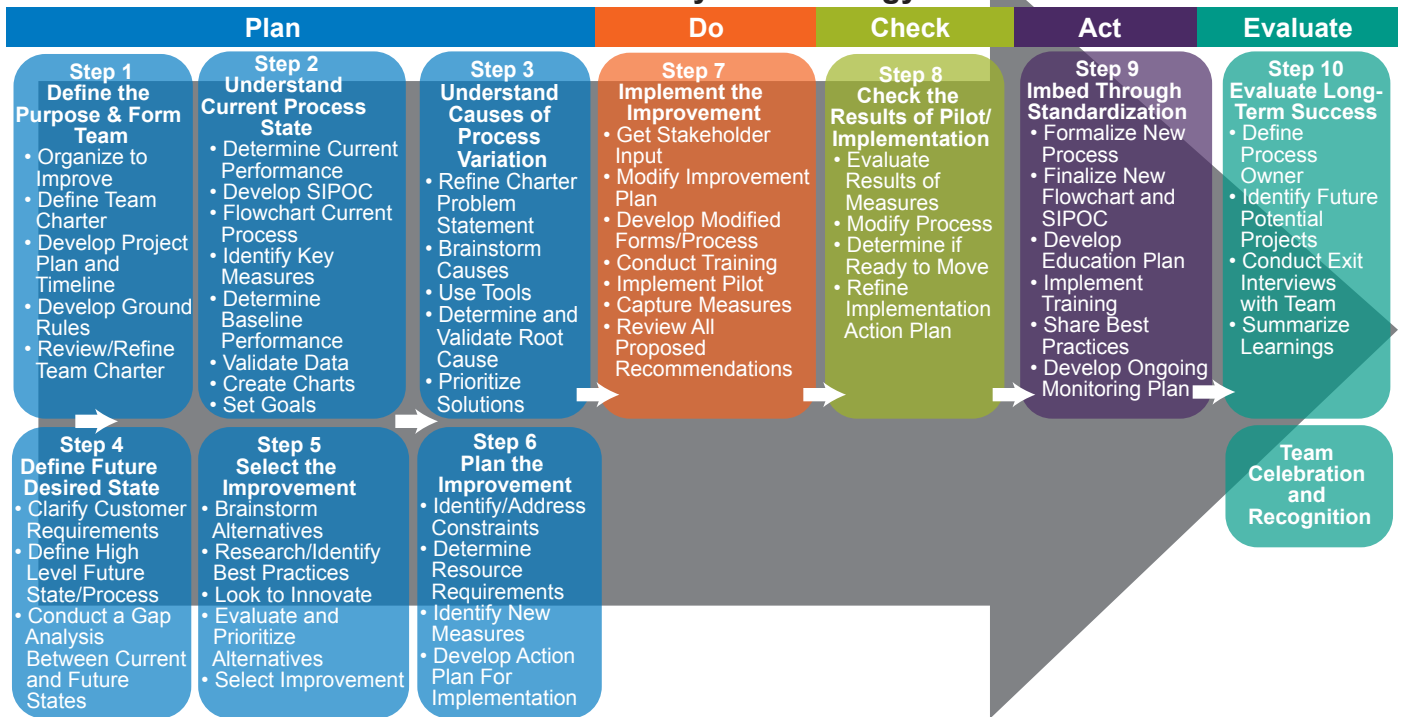 Plan
Do
Check
Act
Evaluate
Step 1
Define the
Purpose & Form
Team
• Organize to
Improve
• Define Team
Charter
• Develop Project
Plan and
Timeline
• Develop Ground
Rules
• Review/Refine
Team Charter
Step 2
Understand
Current Process
State
• Determine Current
Performance
• Develop SIPOC
• Flowchart Current
Process
• Identify Key
Measures
• Determine
Baseline
Performance
• Validate Data
• Create Charts
• Set Goals
Step 3
Understand
Causes of
Process
Variation
• Refine Charter
Problem
Statement
• Brainstorm
Causes
• Use Tools
• Determine and
Validate Root
Cause
• Prioritize
Solutions
Step 4
Define Future
Desired State
• Clarify Customer
Requirements
• Define High
Level Future
State/Process
• Conduct a Gap
Analysis
Between Current
and Future
States
Step 5
Select the
Improvement
• Brainstorm
Alternatives
• Research/Identify
Best Practices
• Look to Innovate
• Evaluate and
Prioritize
Alternatives
• Select Improvement
Step 6
Plan the
Improvement
• Identify/Address
Constraints
• Determine
Resource
Requirements
• Identify New
Measures
• Develop Action
Plan For
Implementation
Step 7
Implement the
Improvement
• Get Stakeholder
Input
• Modify Improvement
Plan
• Develop Modified
Forms/Process
• Conduct Training
• Implement Pilot
• Capture Measures
• Review All
Proposed
Recommendations
Step 8
Check the
Results of Pilot/
Implementation
• Evaluate
Results of
Measures
• Modify Process
• Determine if
Ready to Move
• Refine
Implementation
Action Plan
Step 9
Imbed Through
Standardization
• Formalize New
Process
• Finalize New
Flowchart and
SIPOC
• Develop
Education Plan
• Implement
Training
• Share Best
Practices
• Develop Ongoing
Monitoring Plan
Step 10
Evaluate Long-
Term Success
• Define
Process
Owner
• Identify Future
Potential
Projects
• Conduct Exit
Interviews
with Team
• Summarize
Learnings
Team
Celebration
and
Recognition